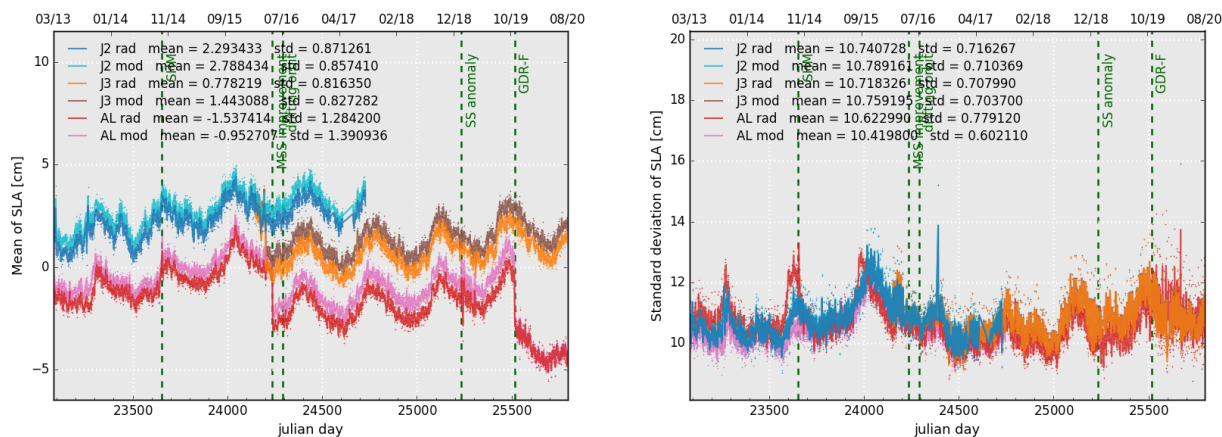 03/13 01/14 11/14 09/15 07/16 04/17 02/18 12/18 10/19 08/20
10
5
0
−5
Mean of SLA [cm]
J2 rad mean = 2.293433 std = 0.871261
J2 mod mean = 2.788434 std = 0.857410
J3 rad mean = 0.778219 std = 0.816350
J3 mod mean = 1.443088 std = 0.827282
AL rad mean = -1.537414 std = 1.284200
AL mod mean = -0.952707 std = 1.390936
MSS improvement
drifting orbit
SS anomaly
GDR-F
23500 24000 24500 25000 25500
julian day
03/13 01/14 11/14 09/15 07/16 04/17 02/18 12/18 10/19 08/20
20
18
16
14
12
10
Standard deviation of SLA [cm]
J2 rad mean = 10.740728 std = 0.716267
J2 mod mean = 10.789161 std = 0.710369
J3 rad mean = 10.718326 std = 0.707990
J3 mod mean = 10.759195 std = 0.703700
AL rad mean = 10.622990 std = 0.779120
AL mod mean = 10.419800 std = 0.602110
MSS improvement
drifting orbit
SS anomaly
GDR-F
23500 24000 24500 25000 25500
julian day